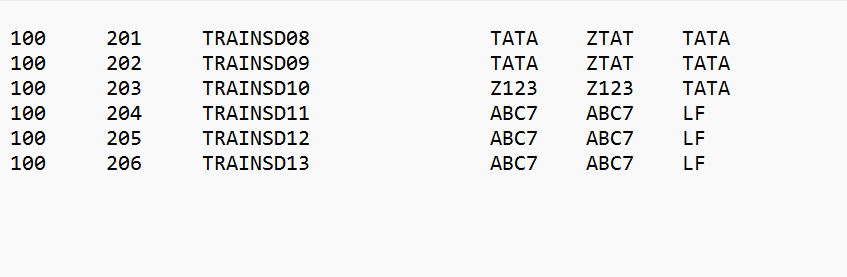 100 201 TRAINSD08 TATA ZTAT TATA
100 202 TRAINSD09 TATA ZTAT TATA
100 203 TRAINSD10 Z123 Z123 TATA
100 204 TRAINSD11 ABC7 ABC7 LF
100 205 TRAINSD12 ABC7 ABC7 LF
100 206 TRAINSD13 ABC7 ABC7 LF